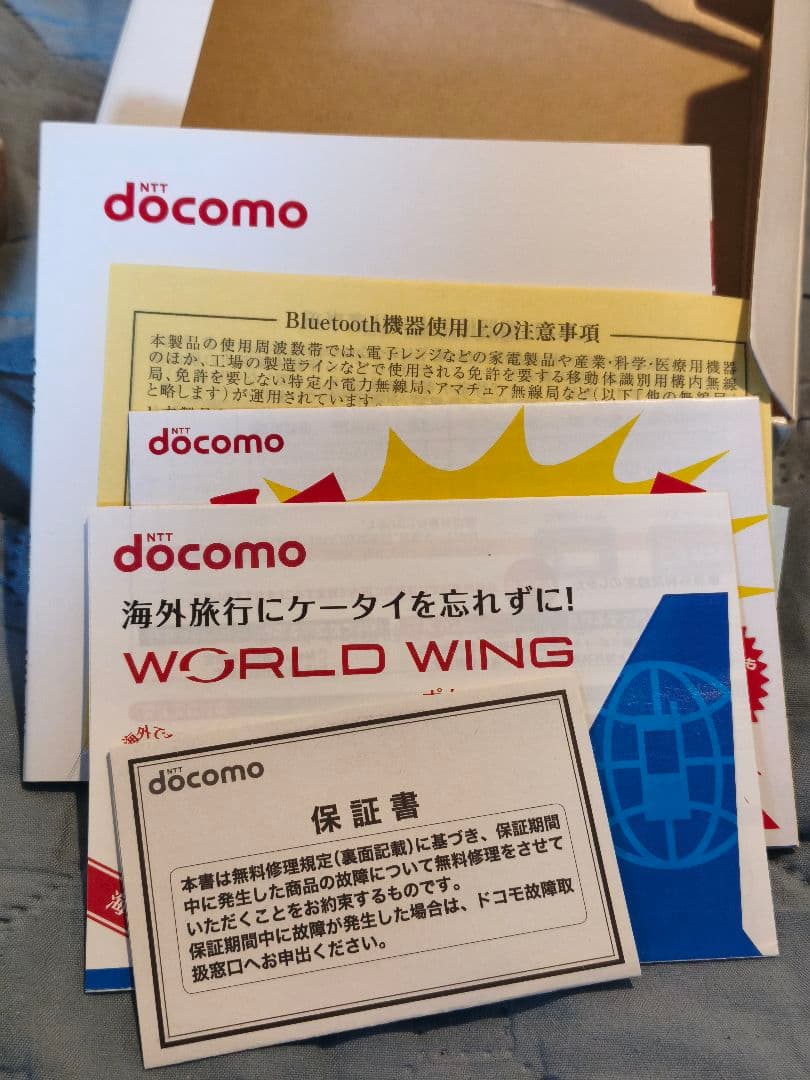 NTT
docomo
Bluetooth機器使用上の注意事項
本製品の使用周波数帯では、電子レンジなどの家電製品や産業・科学・医療用機器
のほか、工場の製造ラインなどで使用される免許を要する移動体識別用構内無線
局、免許を要しない特定小電力無線局、アマチュア無線局など(以下「他の無線局」
と略します)が運用されています。
NTT
docomo
NTT
docomo
海外旅行にケータイを忘れずに!
WORLD WING
海外で
海
NTT
docomo
保証書
本書は無料修理規定(裏面記載)に基づき、保証期間
中に発生した商品の故障について無料修理をさせて
いただくことをお約束するものです。
保証期間中に故障が発生した場合は、ドコモ故障取
扱窓口へお申出ください。